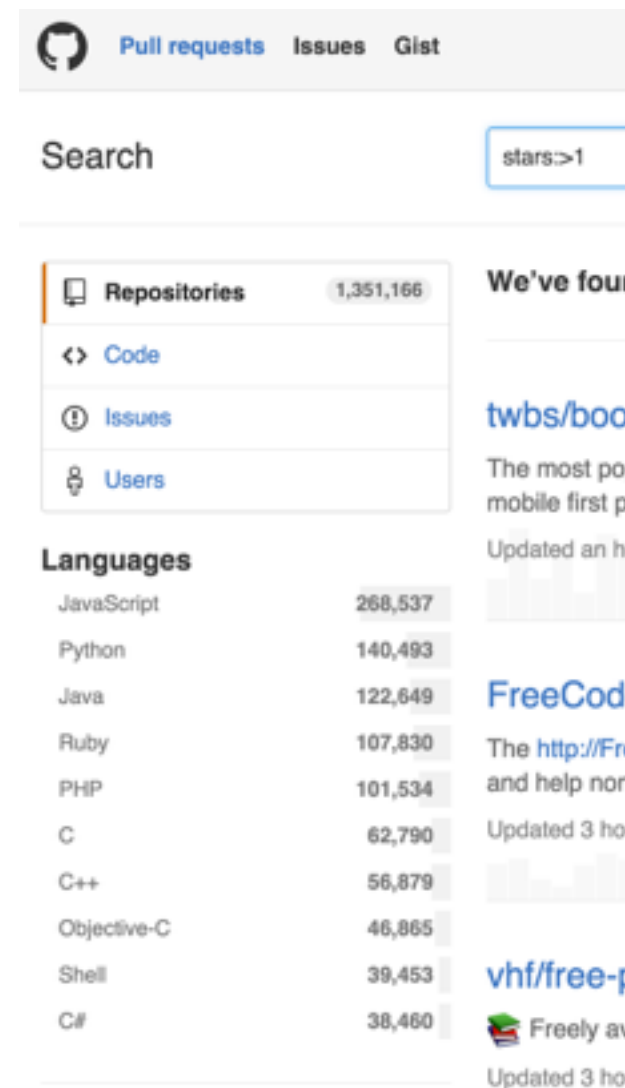 Pull requests Issues Gist
Search
stars:>1
Repositories 1,351,166
Code
Issues
Users
Languages
JavaScript 268,537
Python 140,493
Java 122,649
Ruby 107,830
PHP 101,534
C 62,790
C++ 56,879
Objective-C 46,865
Shell 39,453
C# 38,460
We've four
twbs/boo
The most po
mobile first p
Updated an h
FreeCod
The http://Fre
and help nor
Updated 3 ho
vhf/free-p
Freely av
Updated 3 ho